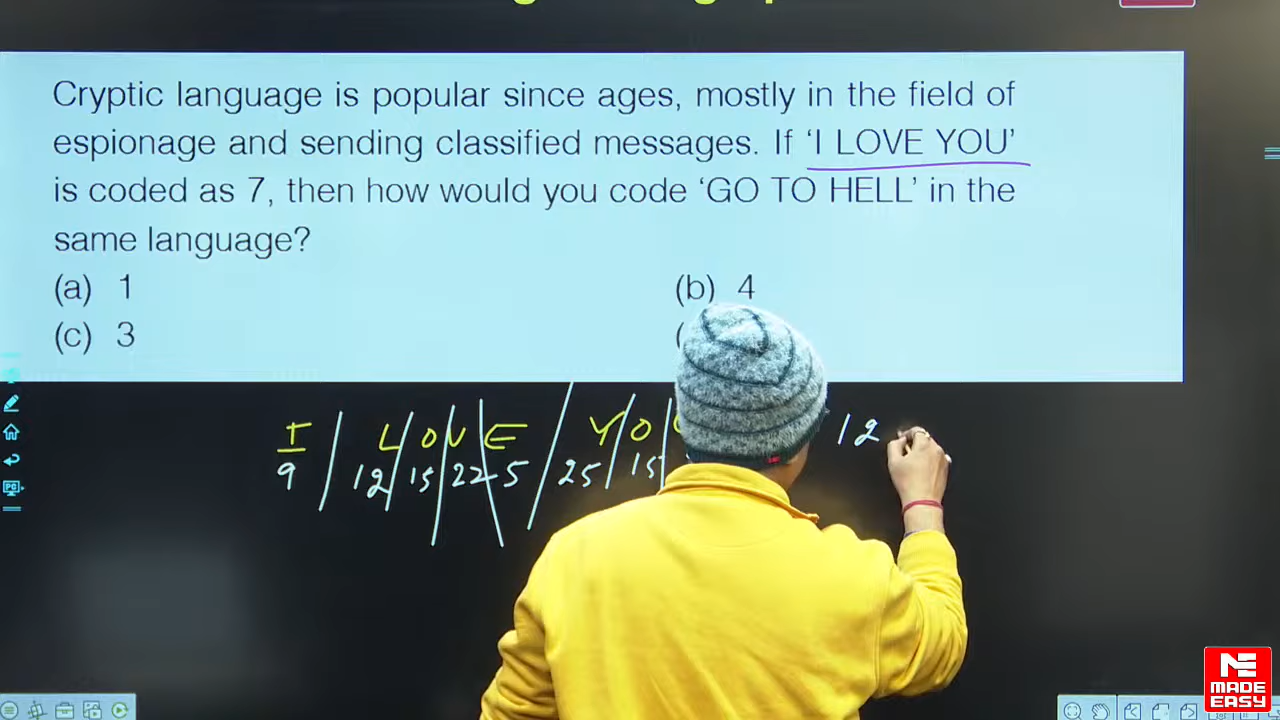 Cryptic language is popular since ages, mostly in the field of
espionage and sending classified messages. If ‘I LOVE YOU’
is coded as 7, then how would you code ‘GO TO HELL’ in the
same language?
(a) 1 (b) 4
(c) 3
I / L / O / V / E / Y / O /
9 / 12 / 15 / 22 / 5 / 25 / 15
12
PC
MADE
EASY